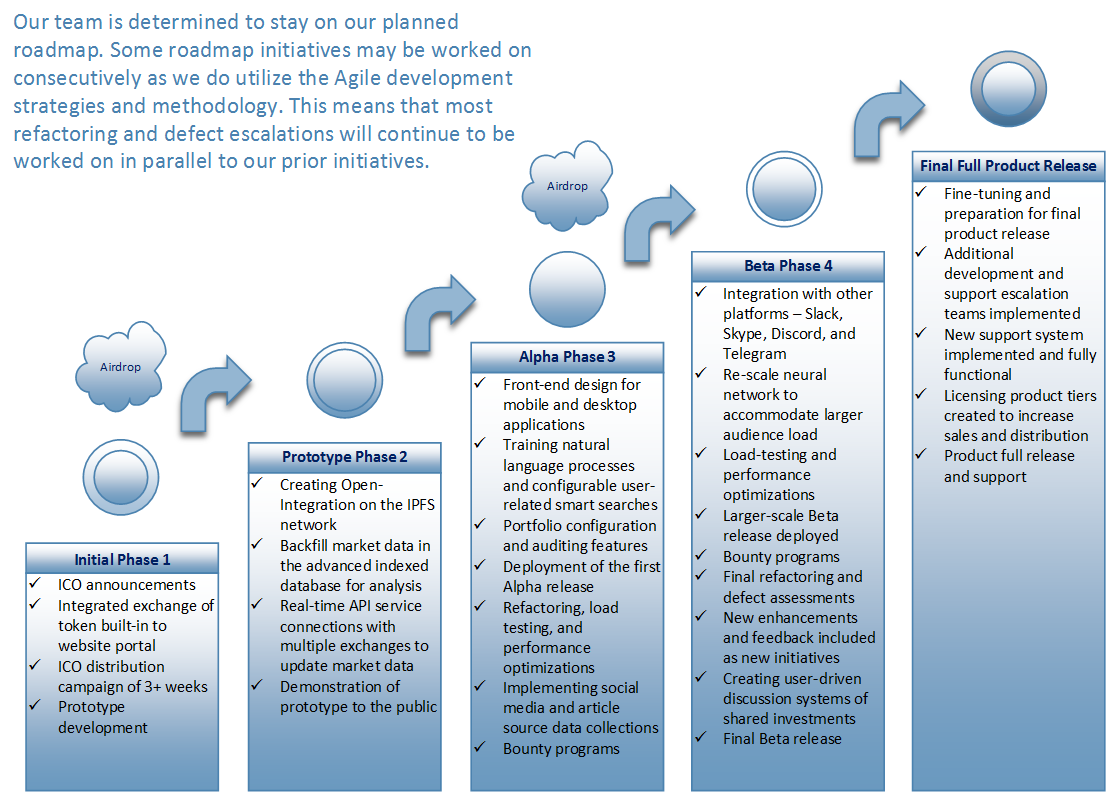 Our team is determined to stay on our planned
roadmap. Some roadmap initiatives may be worked on
consecutively as we do utilize the Agile development
strategies and methodology. This means that most
refactoring and defect escalations will continue to be
worked on in parallel to our prior initiatives.
Airdrop
Initial Phase 1
✓ ICO announcements
✓ Integrated exchange of
token built-in to
website portal
✓ ICO distribution
campaign of 3+ weeks
✓ Prototype
development
Prototype Phase 2
✓ Creating Open-
Integration on the IPFS
network
✓ Backfill market data in
the advanced indexed
database for analysis
✓ Real-time API service
connections with
multiple exchanges to
update market data
✓ Demonstration of
prototype to the public
Airdrop
Alpha Phase 3
✓ Front-end design for
mobile and desktop
applications
✓ Training natural
language processes
and configurable user-
related smart searches
✓ Portfolio configuration
and auditing features
✓ Deployment of the first
Alpha release
✓ Refactoring, load
testing, and
performance
optimizations
✓ Implementing social
media and article
source data collections
✓ Bounty programs
Beta Phase 4
✓ Integration with other
platforms – Slack,
Skype, Discord, and
Telegram
✓ Re-scale neural
network to
accommodate larger
audience load
✓ Load-testing and
performance
optimizations
✓ Larger-scale Beta
release deployed
✓ Bounty programs
✓ Final refactoring and
defect assessments
✓ New enhancements
and feedback included
as new initiatives
✓ Creating user-driven
discussion systems of
shared investments
✓ Final Beta release
Final Full Product Release
✓ Fine-tuning and
preparation for final
product release
✓ Additional
development and
support escalation
teams implemented
✓ New support system
implemented and fully
functional
✓ Licensing product tiers
created to increase
sales and distribution
✓ Product full release
and support